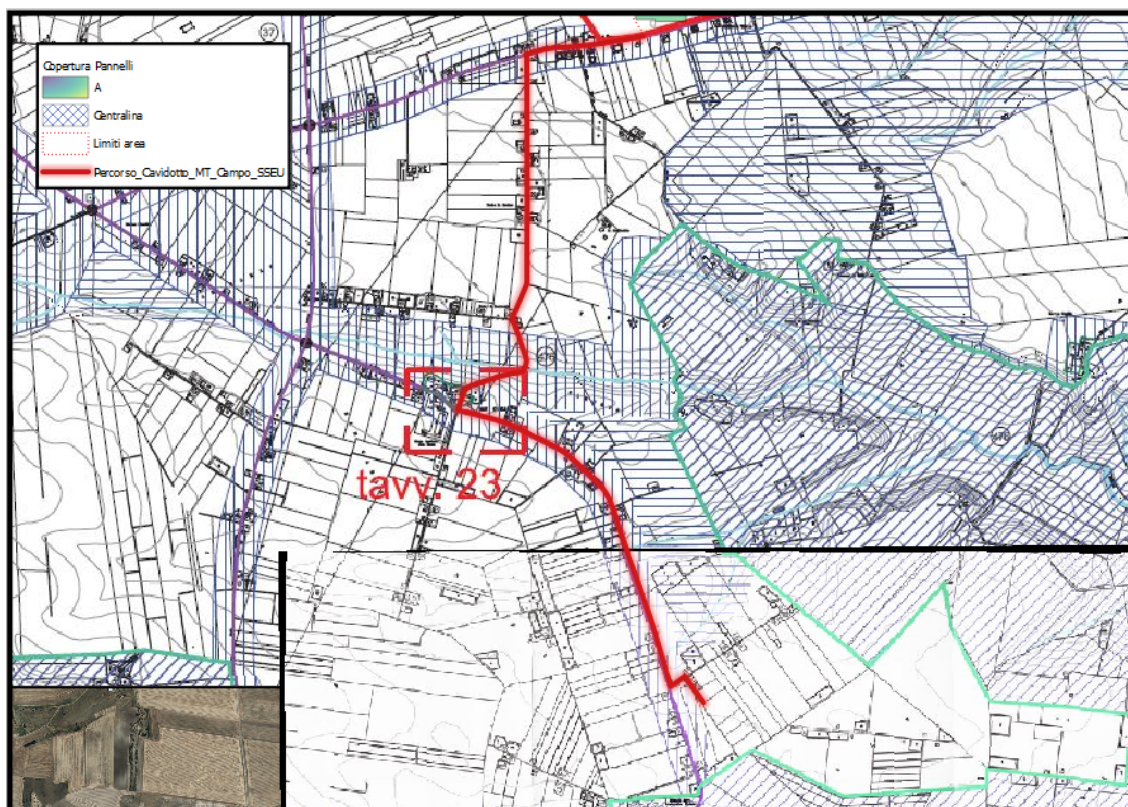 37
Copertura Pannelli
A
Centralina
Limiti area
Percorso_Cavidotto_MT_Campo_SSEU
tavv. 23